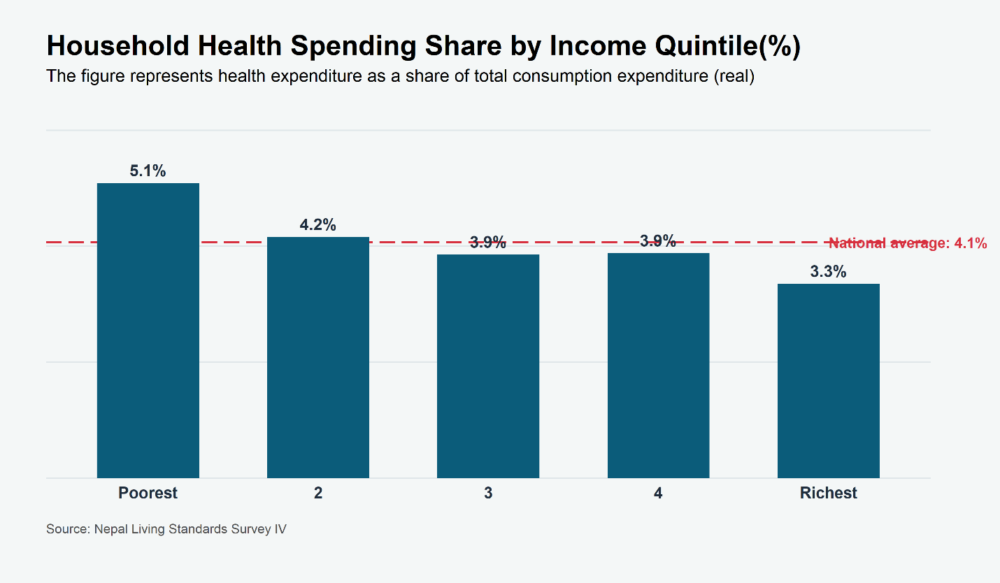 Household Health Spending Share by Income Quintile(%)
The figure represents health expenditure as a share of total consumption expenditure (real)
5.1%
4.2%
3.9%
3.9%
National average: 4.1%
3.3%
Poorest
2
3
4
Richest
Source: Nepal Living Standards Survey IV